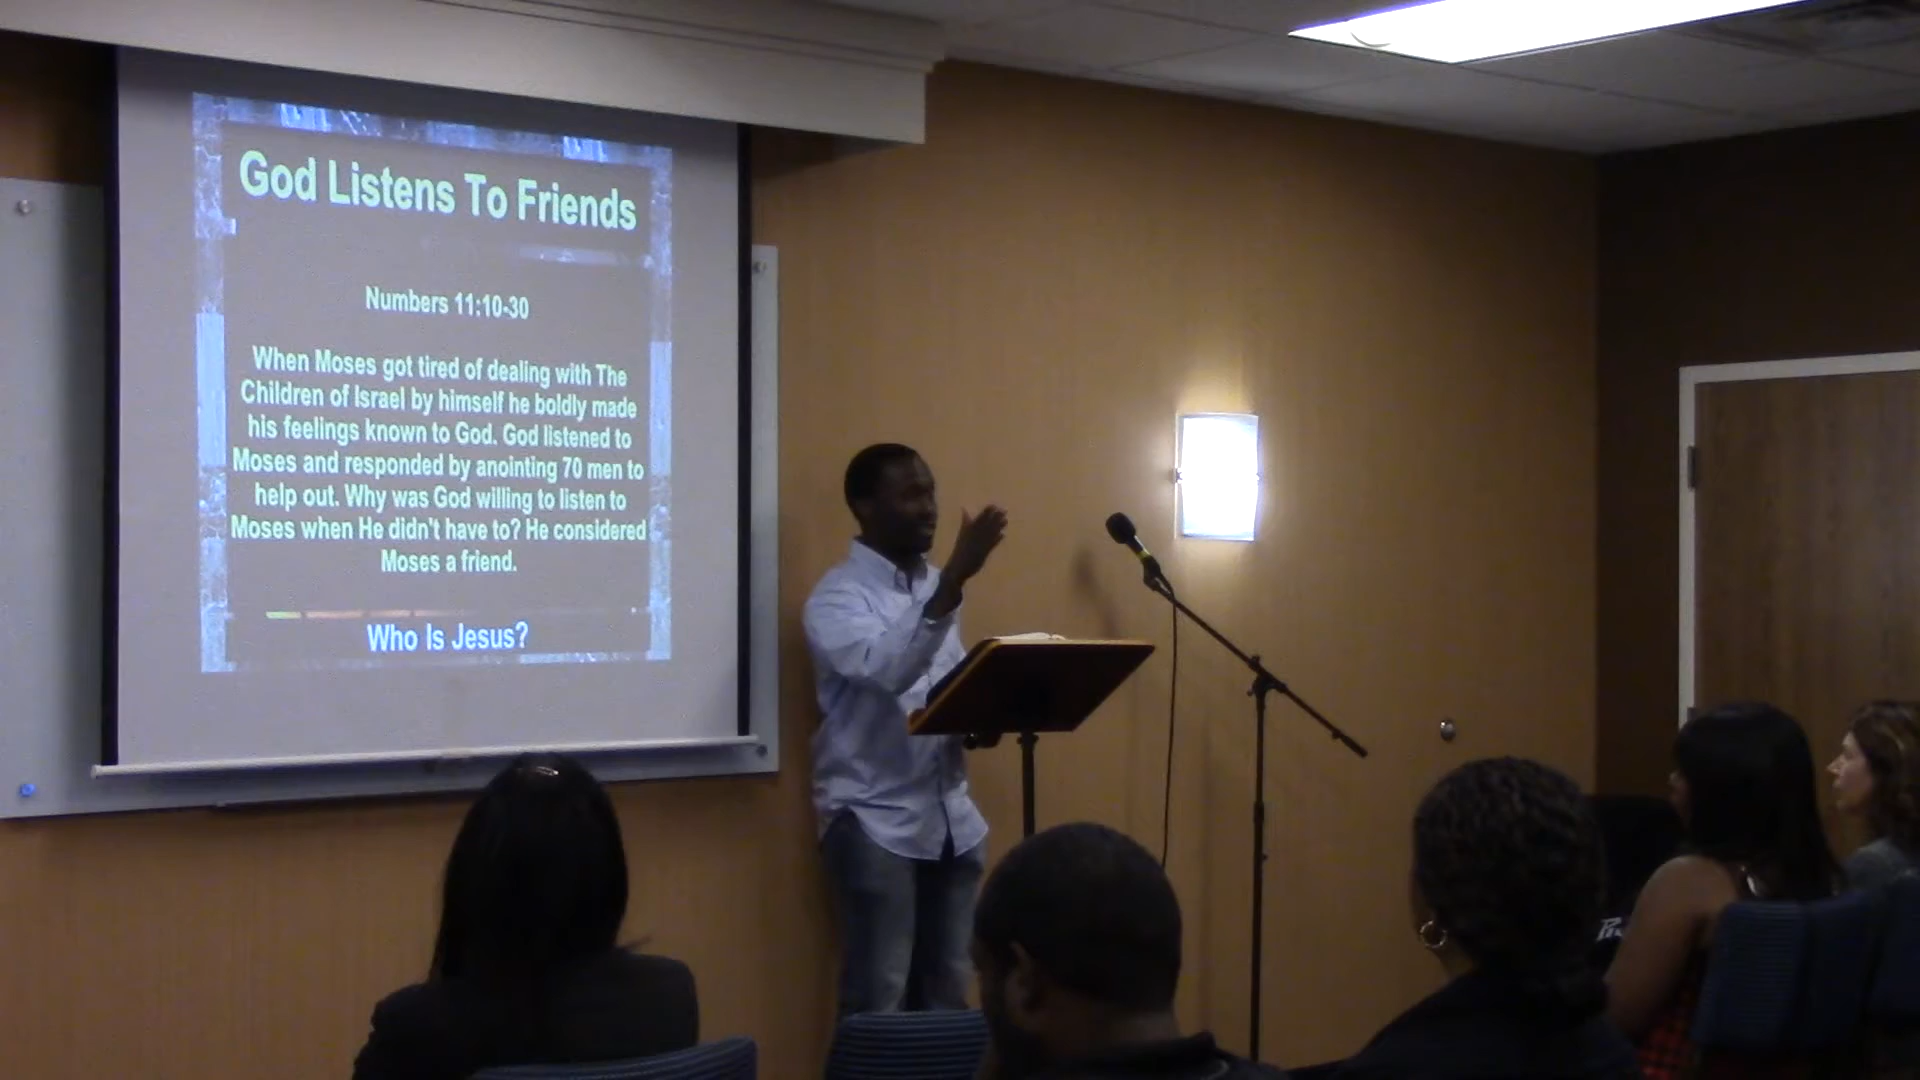 God Listens To Friends
Numbers 11:10-30
When Moses got tired of dealing with The
Children of Israel by himself he boldly made
his feelings known to God. God listened to
Moses and responded by anointing 70 men to
help out. Why was God willing to listen to
Moses when He didn't have to? He considered
Moses a friend.
Who Is Jesus?